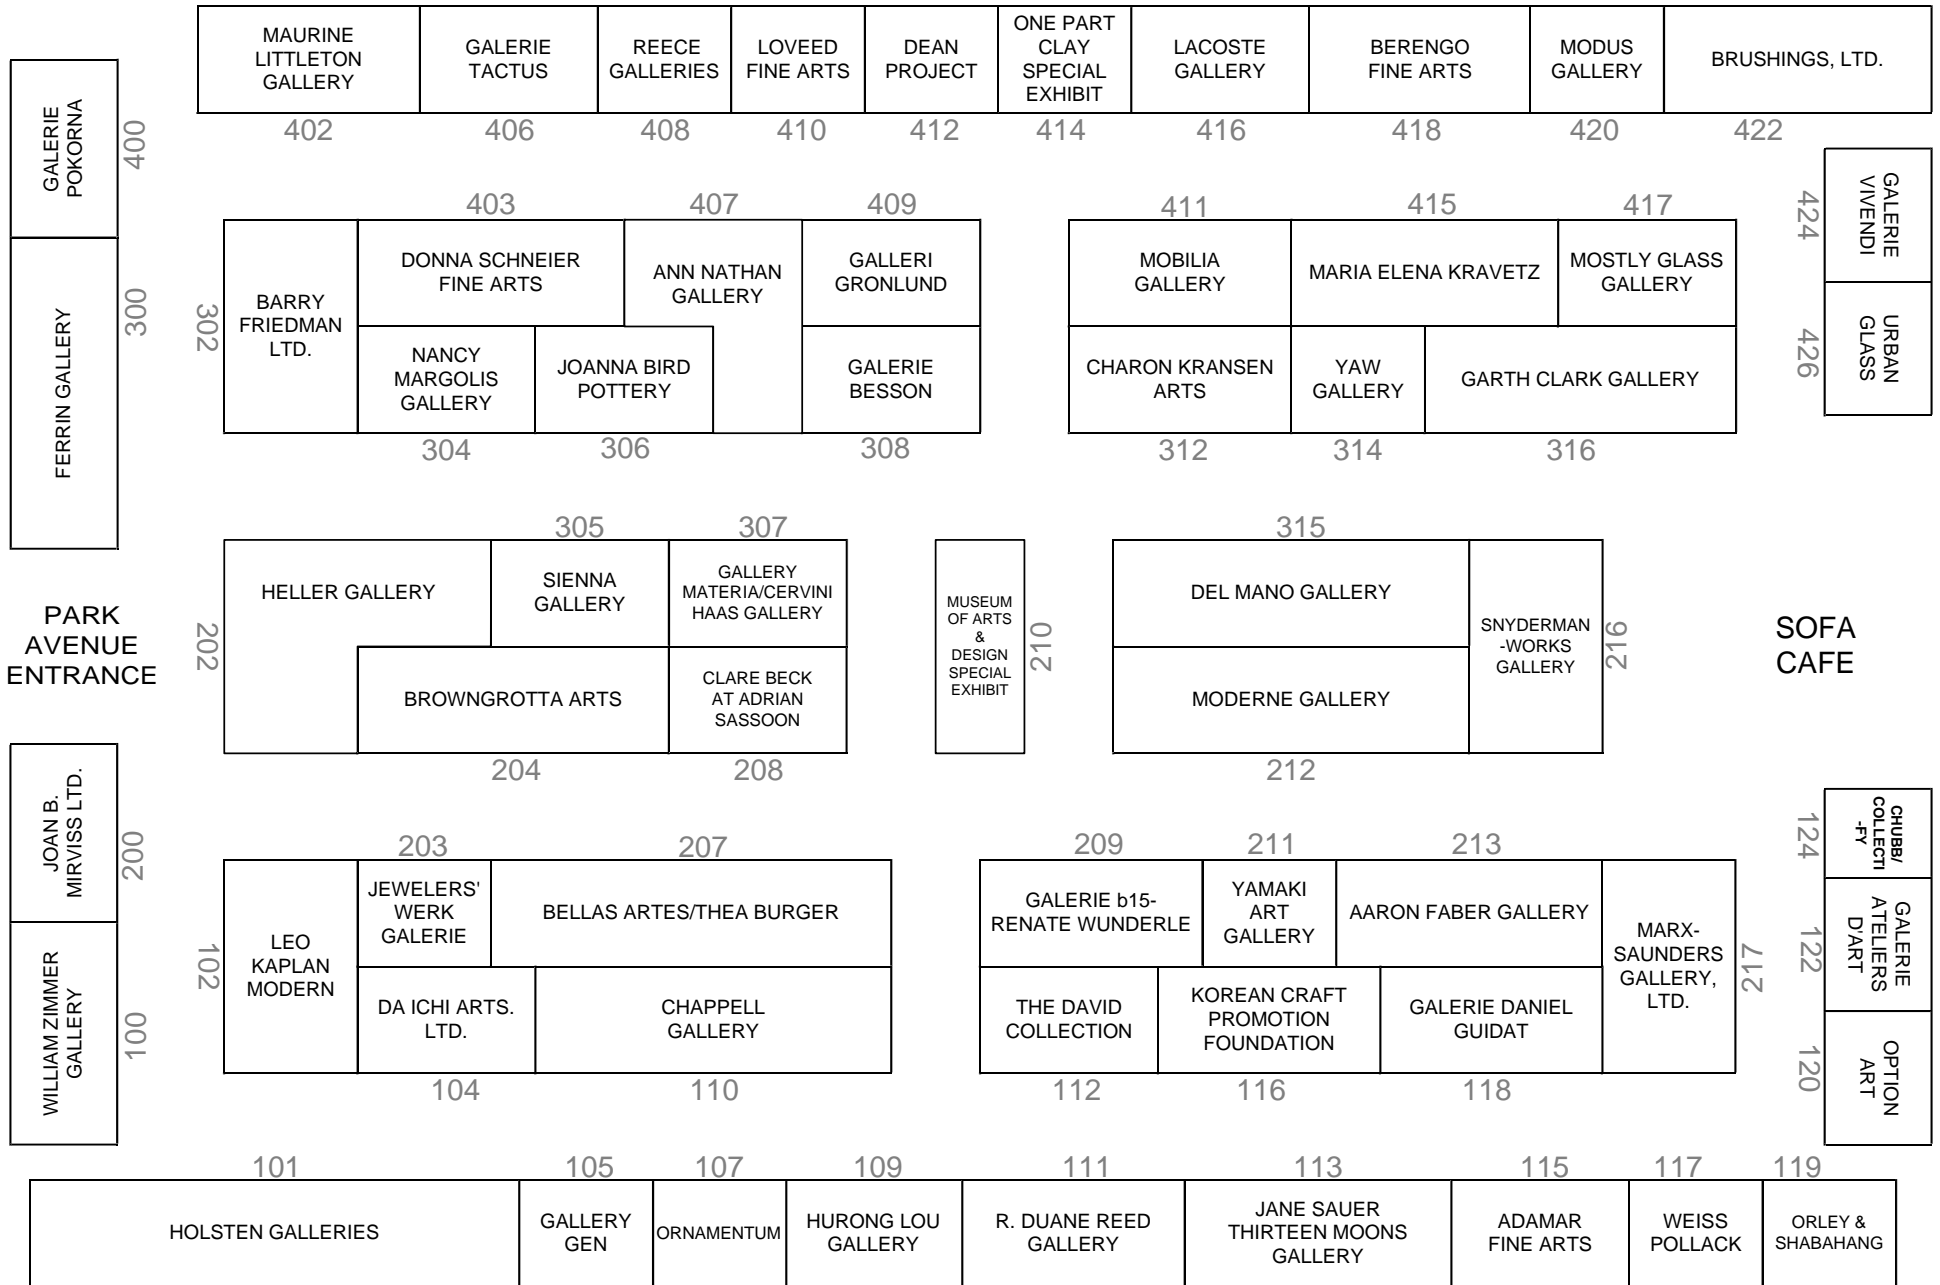 MAURINE
LITTLETON
GALLERY
GALERIE
TACTUS
REECE
GALLERIES
LOVEED
FINE ARTS
DEAN
PROJECT
ONE PART
CLAY
SPECIAL
EXHIBIT
LACOSTE
GALLERY
BERENGO
FINE ARTS
MODUS
GALLERY
BRUSHINGS, LTD.
402
406
408
410
412
414
416
418
420
422
GALERIE
POKORNA
400
FERRIN GALLERY
300
403
407
409
411
415
417
302
BARRY
FRIEDMAN
LTD.
DONNA SCHNEIER
FINE ARTS
ANN NATHAN
GALLERY
GALLERI
GRONLUND
MOBILIA
GALLERY
MARIA ELENA KRAVETZ
MOSTLY GLASS
GALLERY
424
GALERIE
VIVENDI
NANCY
MARGOLIS
GALLERY
JOANNA BIRD
POTTERY
GALERIE
BESSON
CHARON KRANSEN
ARTS
YAW
GALLERY
GARTH CLARK GALLERY
426
URBAN
GLASS
304
306
308
312
314
316
305
307
315
PARK
AVENUE
ENTRANCE
202
HELLER GALLERY
SIENNA
GALLERY
GALLERY
MATERIA/CERVINI
HAAS GALLERY
BROWNGROTTA ARTS
CLARE BECK
AT ADRIAN
SASSOON
MUSEUM
OF ARTS
&
DESIGN
SPECIAL
EXHIBIT
210
DEL MANO GALLERY
MODERNE GALLERY
SNYDERMAN
-WORKS
GALLERY
216
SOFA
CAFE
204
208
212
JOAN B.
MIRVISS LTD.
200
WILLIAM ZIMMER
GALLERY
100
203
207
209
211
213
102
LEO
KAPLAN
MODERN
JEWELERS'
WERK
GALERIE
BELLAS ARTES/THEA BURGER
GALERIE b15-
RENATE WUNDERLE
YAMAKI
ART
GALLERY
AARON FABER GALLERY
MARX-
SAUNDERS
GALLERY,
LTD.
217
DA ICHI ARTS.
LTD.
CHAPPELL
GALLERY
THE DAVID
COLLECTION
KOREAN CRAFT
PROMOTION
FOUNDATION
GALERIE DANIEL
GUIDAT
124
CHUBB/
COLLECTI
-FY
122
GALERIE
ATELIERS
D'ART
120
OPTION
ART
104
110
112
116
118
101
105
107
109
111
113
115
117
119
HOLSTEN GALLERIES
GALLERY
GEN
ORNAMENTUM
HURONG LOU
GALLERY
R. DUANE REED
GALLERY
JANE SAUER
THIRTEEN MOONS
GALLERY
ADAMAR
FINE ARTS
WEISS
POLLACK
ORLEY &
SHABAHANG